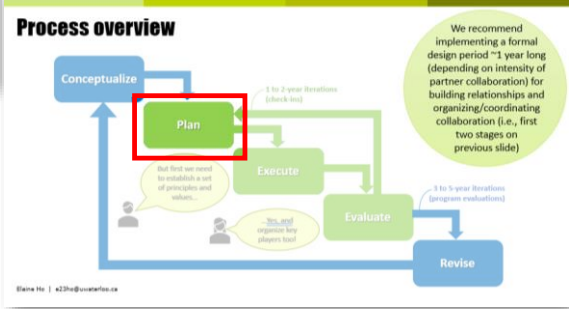 Process overview
We recommend
implementing a formal
design period ~1 year long
(depending on intensity of
partner collaboration) for
building relationships and
organizing/coordinating
collaboration (i.e., first
two stages on
previous slide)
Conceptualize
1 to 2-year iterations
(check-ins)
Plan
But first we need
to establish a set
of principles and
values...
Execute
Yes, and
organize key
players too!
Evaluate
3 to 5-year iterations
(program evaluations)
Revise
Elaine Ho | e23ho@uwaterloo.ca